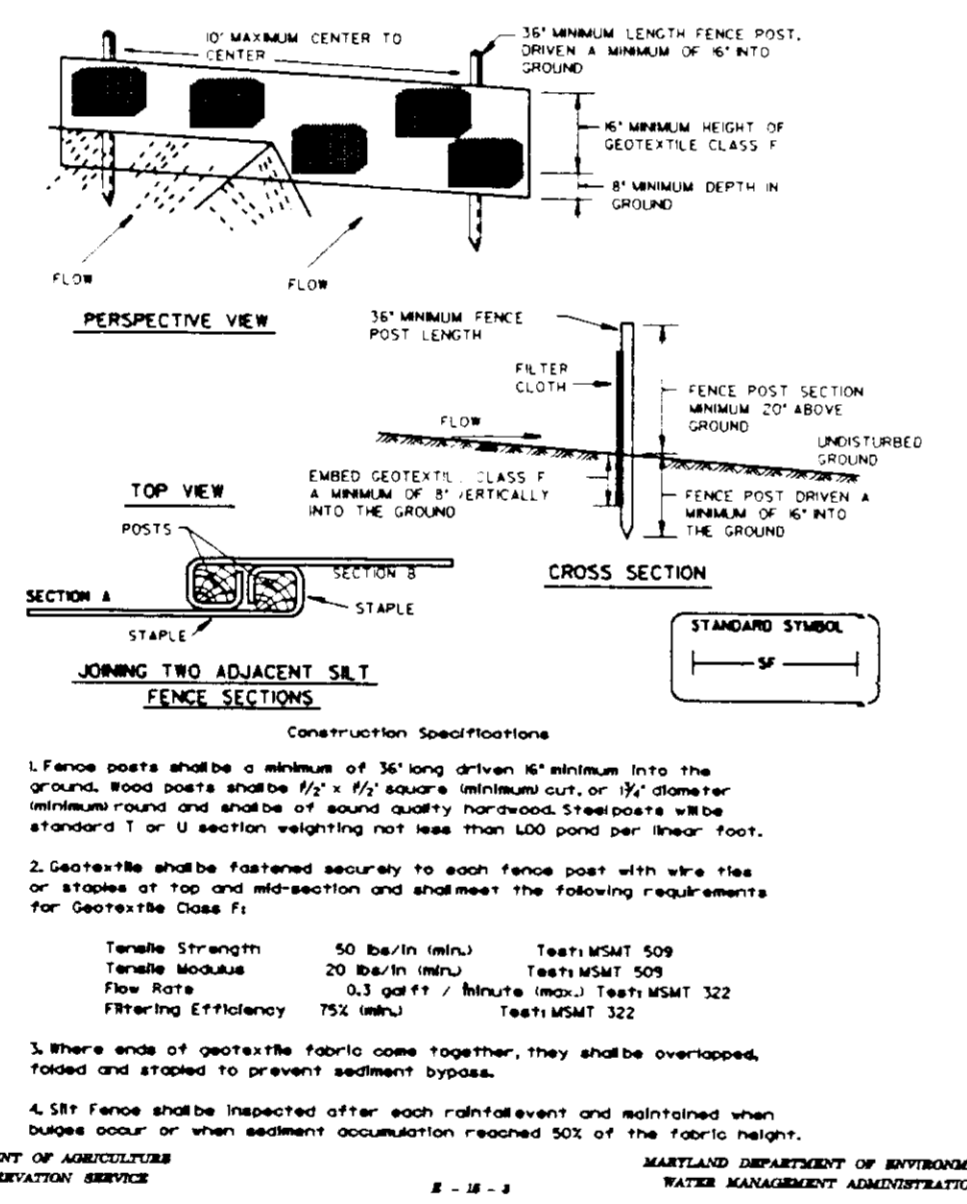 10' MAXIMUM CENTER TO
CENTER
36" MINIMUM LENGTH FENCE POST,
DRIVEN A MINIMUM OF 16" INTO
GROUND
16" MINIMUM HEIGHT OF
GEOTEXTILE CLASS F
8" MINIMUM DEPTH IN
GROUND
FLOW
FLOW
PERSPECTIVE VIEW
36" MINIMUM FENCE
POST LENGTH
FILTER
CLOTH
FENCE POST SECTION
MINIMUM 20" ABOVE
GROUND
FLOW
UNDISTURBED
GROUND
EMBED GEOTEXTILE CLASS F
A MINIMUM OF 8" VERTICALLY
INTO THE GROUND
FENCE POST DRIVEN A
MINIMUM OF 16" INTO
THE GROUND
CROSS SECTION
TOP VIEW
POSTS
SECTION B
SECTION A
STAPLE
STAPLE
JOINING TWO ADJACENT SILT
FENCE SECTIONS
STANDARD SYMBOL
SF
Construction Specifications
1. Fence posts shall be a minimum of 36" long driven 16" minimum into the
ground. Wood posts shall be 1½" x 1½" square (minimum) cut, or 1¾" diameter
(minimum) round and shall be of sound quality hardwood. Steel posts will be
standard T or U section weighting not less than 1.00 pond per linear foot.
2. Geotextile shall be fastened securely to each fence post with wire ties
or staples at top and mid-section and shall meet the following requirements
for Geotextile Class F:
Tensile Strength 50 lbs/in (min.) Test: MSMT 509
Tensile Modulus 20 lbs/in (min.) Test: MSMT 509
Flow Rate 0.3 gal ft / minute (max.) Test: MSMT 322
Filtering Efficiency 75% (min.) Test: MSMT 322
3. Where ends of geotextile fabric come together, they shall be overlapped,
folded and stapled to prevent sediment bypass.
4. Silt Fence shall be inspected after each rainfall event and maintained when
bulges occur or when sediment accumulation reached 50% of the fabric height.
NT OF AGRICULTURE
RVATION SERVICE
E - 15 - 3
MARYLAND DEPARTMENT OF ENVIRONM
WATER MANAGEMENT ADMINISTRATIO